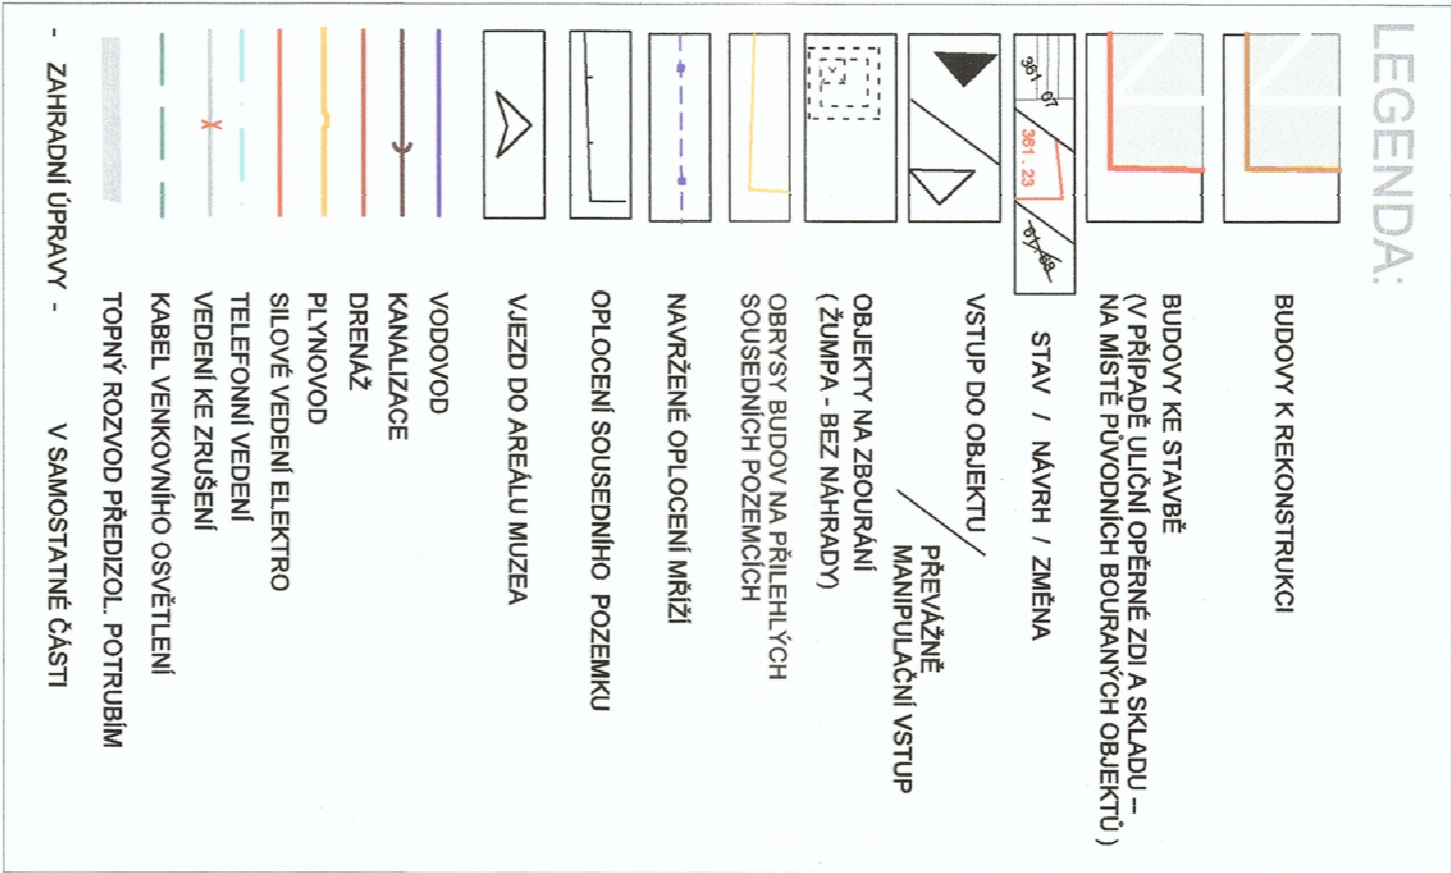 LEGENDA:
BUDOVY K REKONSTRUKCI
BUDOVY KE STAVBĚ
(V PŘÍPADĚ ULIČNÍ OPĚRNÉ ZDI A SKLADU --
NA MÍSTĚ PŮVODNÍCH BOURANÝCH OBJEKTŮ )
361 07
361 . 23
STAV / NÁVRH / ZMĚNA
VSTUP DO OBJEKTU
PŘEVÁŽNĚ
MANIPULAČNÍ VSTUP
OBJEKTY NA ZBOURÁNÍ
( ŽUMPA - BEZ NÁHRADY)
OBRYSY BUDOV NA PŘILEHLÝCH
SOUSEDNÍCH POZEMCÍCH
NAVRŽENÉ OPLOCENÍ MŘÍŽÍ
OPLOCENÍ SOUSEDNÍHO POZEMKU
VJEZD DO AREÁLU MUZEA
VODOVOD
KANALIZACE
DRENÁŽ
PLYNOVOD
SILOVÉ VEDENÍ ELEKTRO
TELEFONNÍ VEDENÍ
VEDENÍ KE ZRUŠENÍ
KABEL VENKOVNÍHO OSVĚTLENÍ
TOPNÝ ROZVOD PŘEDIZOL. POTRUBÍM
- ZAHRADNÍ ÚPRAVY - V SAMOSTATNÉ ČÁSTI